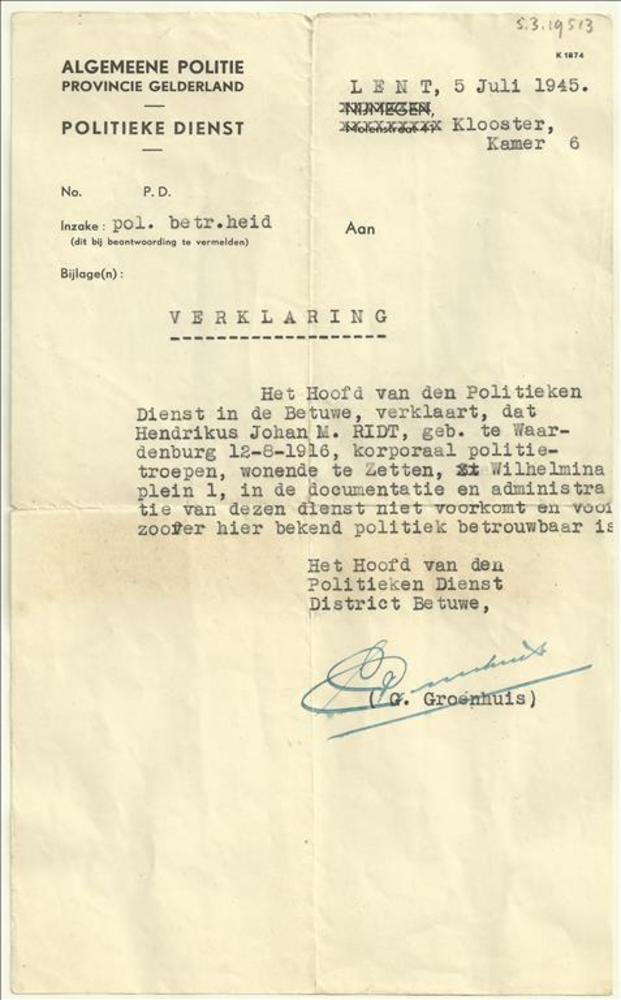 5.3.19513
K 1874
ALGEMEENE POLITIE
PROVINCIE GELDERLAND
POLITIEKE DIENST
L E N T, 5 Juli 1945.
NIJMEGEN,
Molenstraat 41 Klooster,
Kamer 6
No. P. D.
Inzake : pol. betr.heid
(dit bij beantwoording te vermelden)
Aan
Bijlage(n) :
V E R K L A R I N G
Het Hoofd van den Politieken
Dienst in de Betuwe, verklaart, dat
Hendrikus Johan M. RIDT, geb. te Waar-
denburg 12-8-1916, korporaal politie-
troepen, wonende te Zetten, Wilhelmina
plein 1, in de documentatie en administra
tie van dezen dienst niet voorkomt en voor
zoover hier bekend politiek betrouwbaar is
Het Hoofd van den
Politieken Dienst
District Betuwe,
( G. Groenhuis)